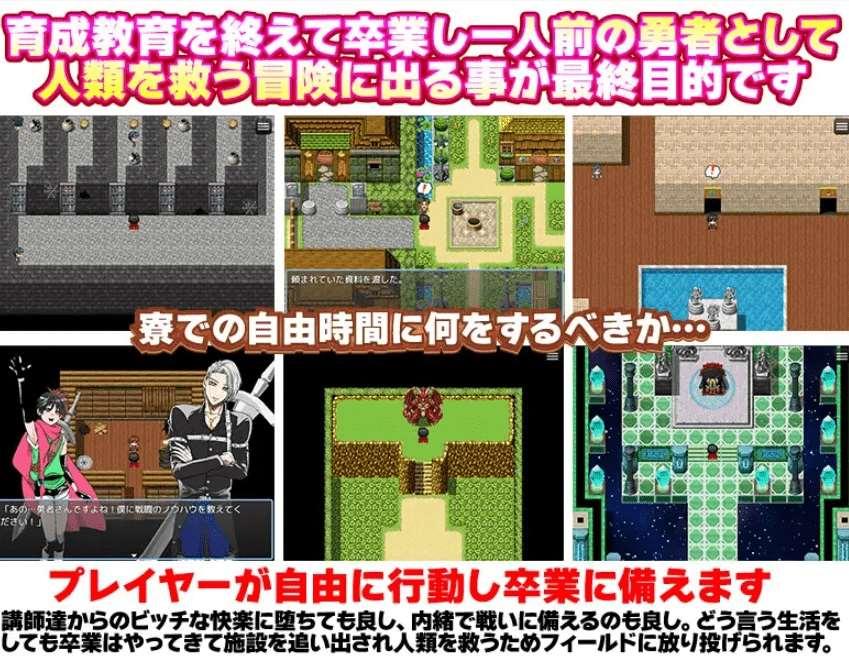 育成教育を終えて卒業し一人前の勇者として
人類を救う冒険に出る事が最終目的です
頼まれていた資料を渡した。
寮での自由時間に何をするべきか…
「あの…勇者さんですよね！僕に戦闘のノウハウを教えてく
ださい！」
プレイヤーが自由に行動し卒業に備えます
講師達からのビッチな快楽に堕ちても良し、内緒で戦いに備えるのも良し。どう言う生活を
しても卒業はやってきて施設を追い出され人類を救うためフィールドに放り投げられます。